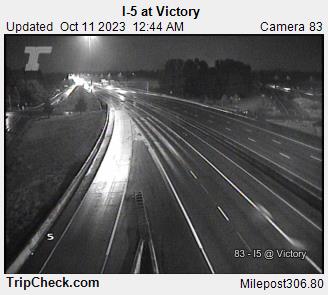 I-5 at Victory
Updated Oct 11 2023 12:44 AM Camera 83
T
S
83 - I5 @ Victory
TripCheck.com Milepost306.80